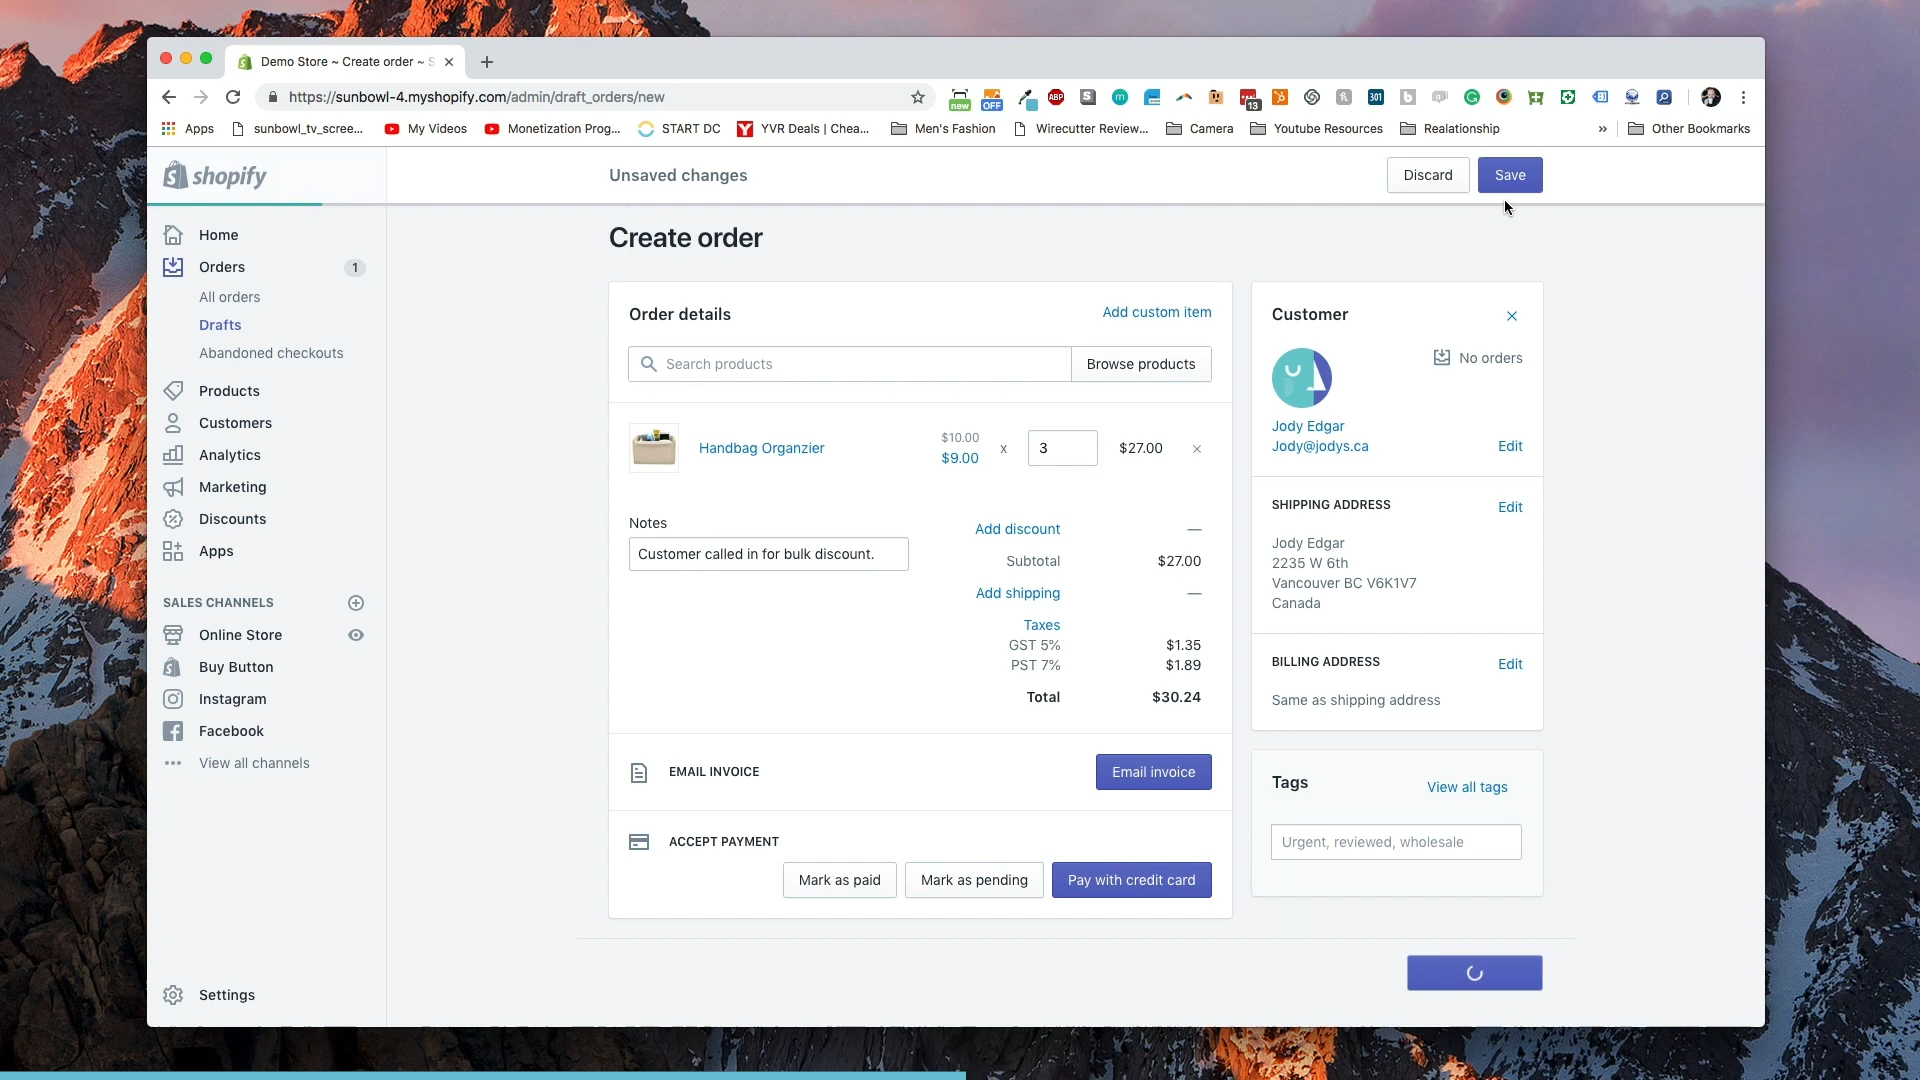 Demo Store ~ Create order ~ S
https://sunbowl-4.myshopify.com/admin/draft_orders/new
new
OFF
ABP
13
301
Apps
sunbowl_tv_scree...
My Videos
Monetization Prog...
START DC
YVR Deals | Chea...
Men's Fashion
Wirecutter Review...
Camera
Youtube Resources
Realationship
»
Other Bookmarks
shopify
Unsaved changes
Discard
Save
Home
Orders
1
All orders
Drafts
Abandoned checkouts
Products
Customers
Analytics
Marketing
Discounts
Apps
SALES CHANNELS
Online Store
Buy Button
Instagram
Facebook
View all channels
Settings
Create order
Order details
Add custom item
Search products
Browse products
Handbag Organzier
$10.00
$9.00
x
3
$27.00
Notes
Customer called in for bulk discount.
Add discount
—
Subtotal
$27.00
Add shipping
—
Taxes
GST 5%
$1.35
PST 7%
$1.89
Total
$30.24
EMAIL INVOICE
Email invoice
ACCEPT PAYMENT
Mark as paid
Mark as pending
Pay with credit card
Customer
No orders
Jody Edgar
Jody@jodys.ca
Edit
SHIPPING ADDRESS
Edit
Jody Edgar
2235 W 6th
Vancouver BC V6K1V7
Canada
BILLING ADDRESS
Edit
Same as shipping address
Tags
View all tags
Urgent, reviewed, wholesale